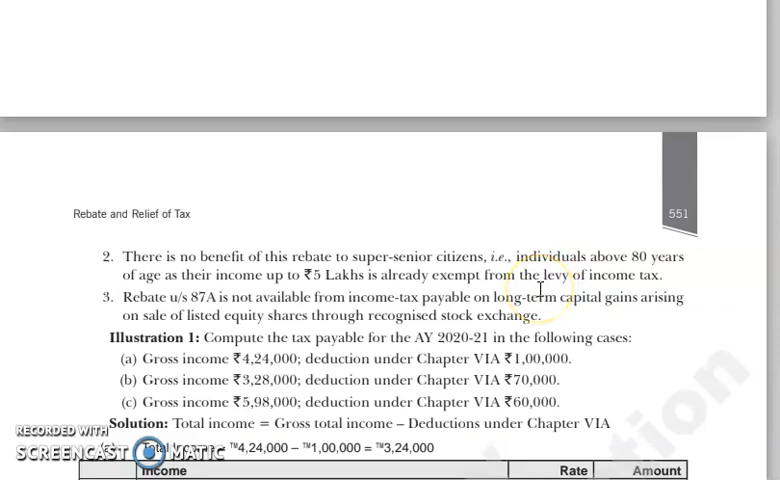 Rebate and Relief of Tax
551
2. There is no benefit of this rebate to super-senior citizens, i.e., individuals above 80 years
of age as their income up to ₹5 Lakhs is already exempt from the levy of income tax.
3. Rebate u/s 87A is not available from income-tax payable on long-term capital gains arising
on sale of listed equity shares through recognised stock exchange.
Illustration 1: Compute the tax payable for the AY 2020-21 in the following cases:
(a) Gross income ₹4,24,000; deduction under Chapter VIA ₹1,00,000.
(b) Gross income ₹3,28,000; deduction under Chapter VIA ₹70,000.
(c) Gross income ₹5,98,000; deduction under Chapter VIA ₹60,000.
Solution: Total income = Gross total income – Deductions under Chapter VIA
RECORDED WITH
SCREENCAST MATIC
Total ™4,24,000 – ™1,00,000 = ™3,24,000
Income Rate Amount